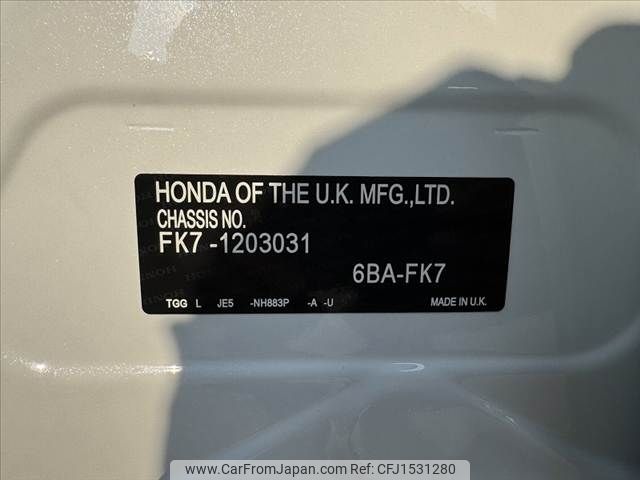 HONDA OF THE U.K. MFG.,LTD.
CHASSIS NO.
FK7 -1203031
6BA-FK7
TGG L JE5 -NH883P -A -U MADE IN U.K.
www.CarFromJapan.com CFJ1531280